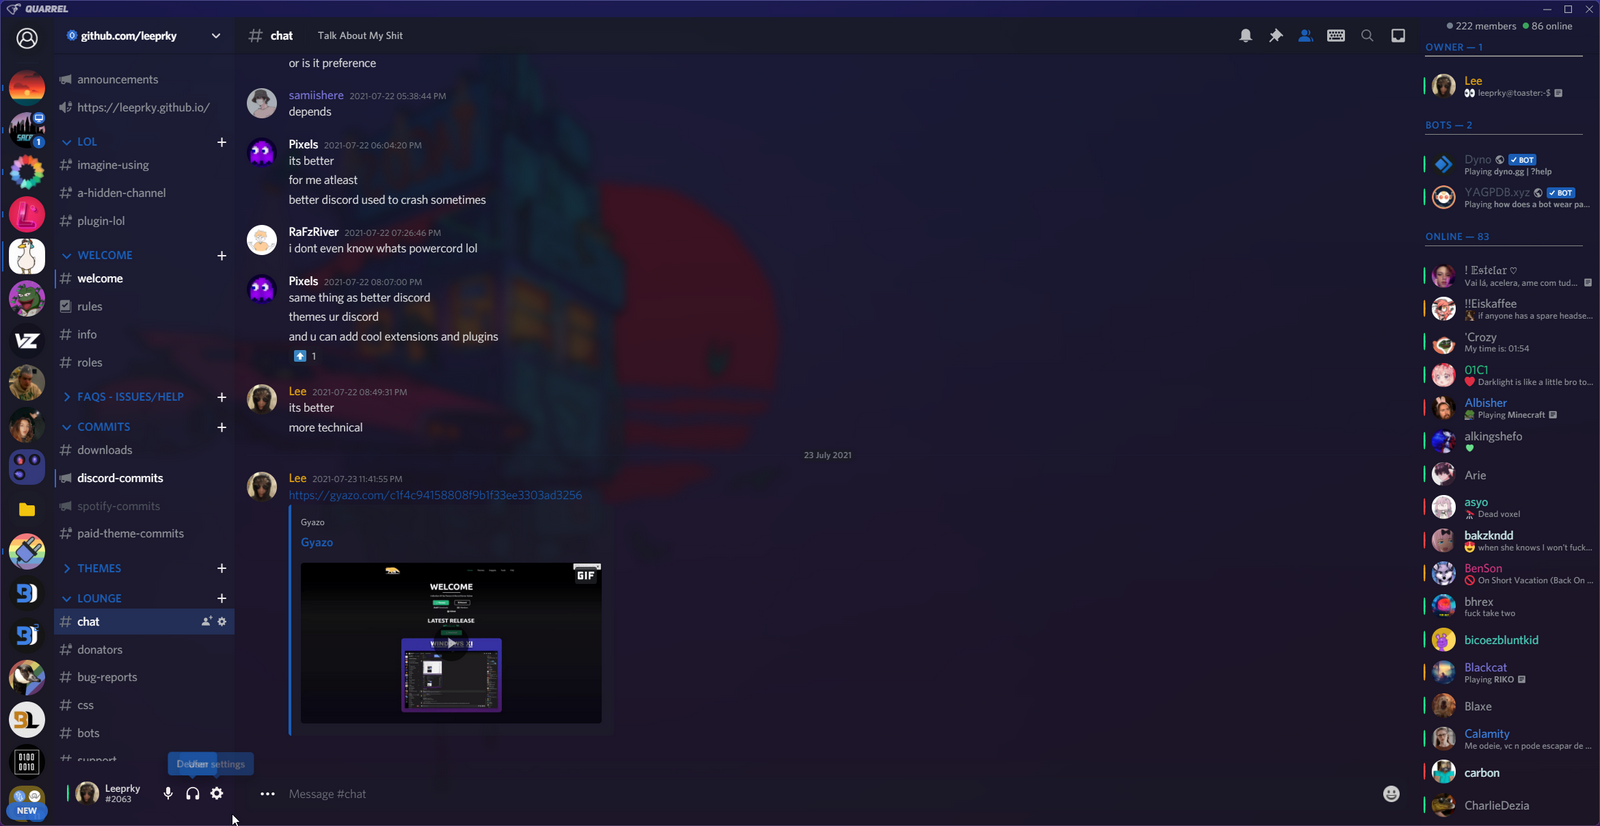 QUARREL
github.com/leeprky
announcements
https://leeprky.github.io/
LOL
imagine-using
a-hidden-channel
plugin-lol
WELCOME
welcome
rules
info
roles
FAQS - ISSUES/HELP
COMMITS
downloads
discord-commits
spotify-commits
paid-theme-commits
THEMES
LOUNGE
chat
donators
bug-reports
css
bots
support
settings
Leeprky
#2063
1
NEW
chat
Talk About My Shit
or is it preference
samiishere 2021-07-22 05:38:44 PM
depends
Pixels 2021-07-22 06:04:20 PM
its better
for me atleast
better discord used to crash sometimes
RaFzRiver 2021-07-22 07:26:46 PM
i dont even know whats powercord lol
Pixels 2021-07-22 08:07:00 PM
same thing as better discord
themes ur discord
and u can add cool extensions and plugins
1
Lee 2021-07-22 08:49:31 PM
its better
more technical
23 July 2021
Lee 2021-07-23 11:41:55 PM
https://gyazo.com/c1f4c94158808f9b1f33ee3303ad3256
Gyazo
Gyazo
GIF
WELCOME
LATEST RELEASE
Message #chat
222 members 86 online
OWNER — 1
Lee
leeprky@toaster:~$
BOTS — 2
Dyno ✓ BOT
Playing dyno.gg | ?help
YAGPDB.xyz ✓ BOT
Playing how does a bot wear pa...
ONLINE — 83
! 𝔼𝕤𝕥𝕖𝕝𝕒𝕣 ♡
Vai lá, acelera, ame com tud...
!!Eiskaffee
if anyone has a spare headse...
'Crozy
My time is: 01:54
01C1
Darklight is like a little bro to...
Albisher
Playing Minecraft
alkingshefo
Arie
asyo
Dead voxel
bakzkndd
when she knows I won't fuck...
BenSon
On Short Vacation (Back On ...
bhrex
fuck take two
bicoezbluntkid
Blackcat
Playing RIKO
Blaxe
Calamity
Me odeie, vc n pode escapar de ...
carbon
CharlieDezia